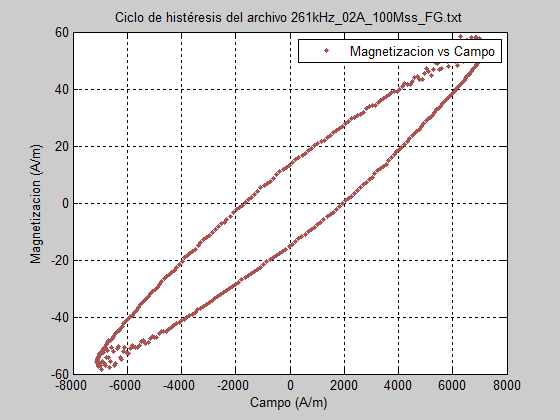 Ciclo de histéresis del archivo 261kHz_02A_100Mss_FG.txt
Magnetizacion vs Campo
60
40
20
0
-20
-40
-60
Magnetizacion (A/m)
-8000 -6000 -4000 -2000 0 2000 4000 6000 8000
Campo (A/m)